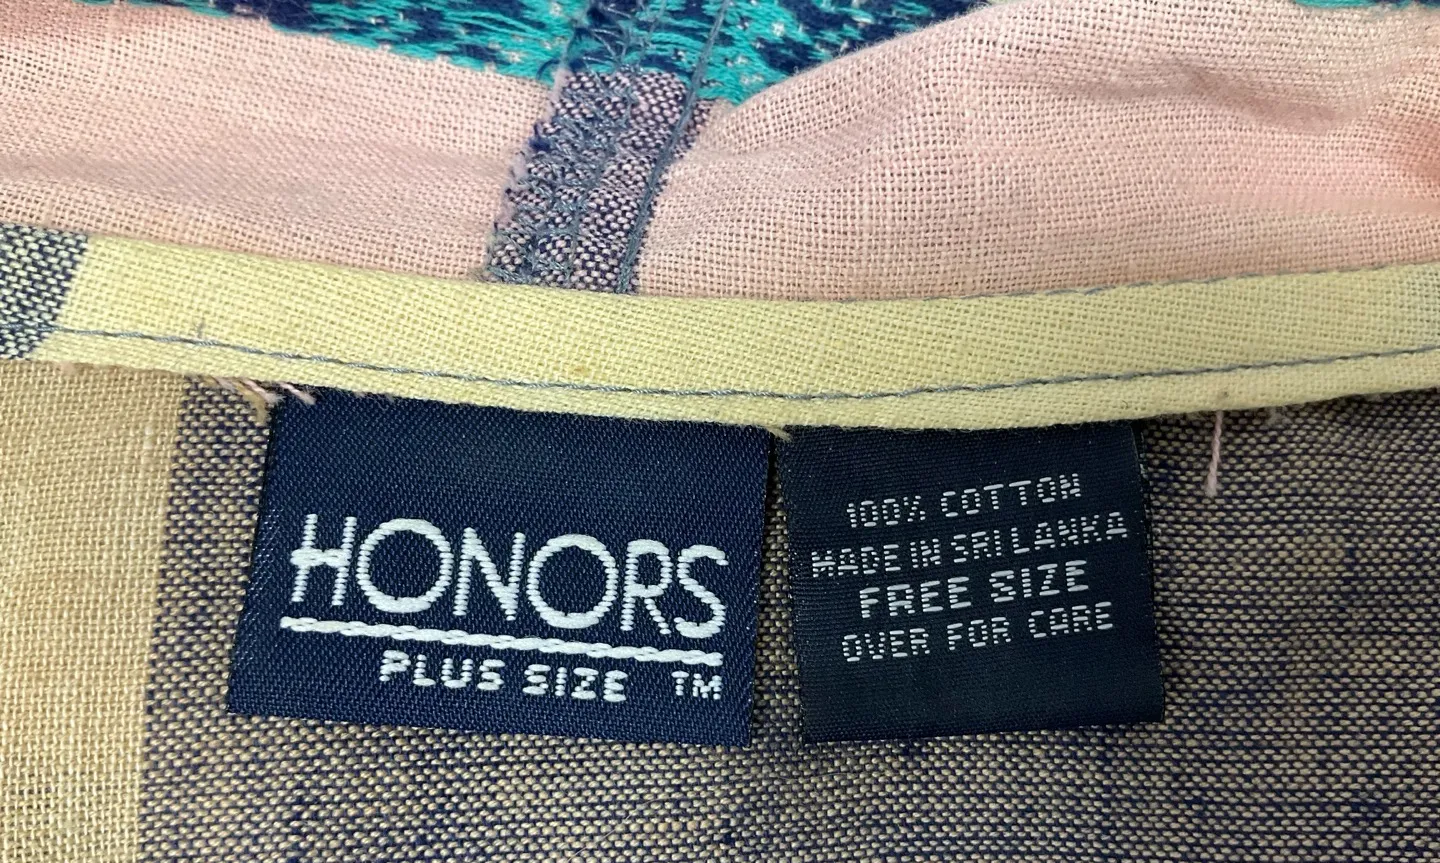 HONORS
PLUS SIZE TM
100% COTTON
MADE IN SRI LANKA
FREE SIZE
OVER FOR CARE